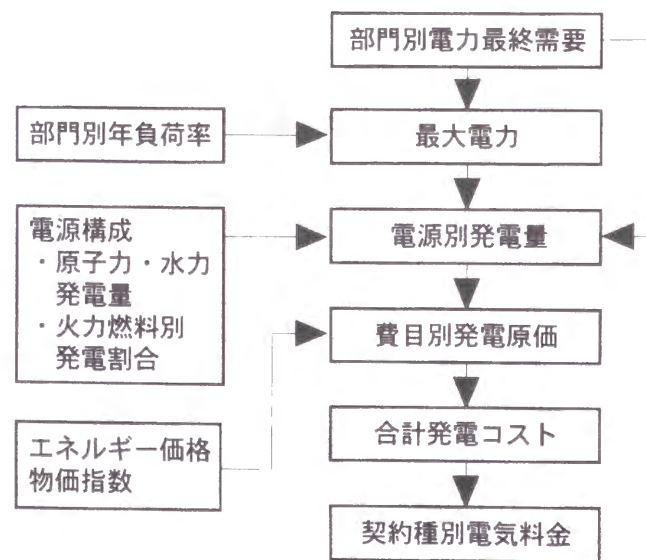 部門別電力最終需要
部門別年負荷率
最大電力
電源構成
・原子力・水力
発電量
・火力燃料別
発電割合
電源別発電量
費目別発電原価
エネルギー価格
物価指数
合計発電コスト
契約種別電気料金